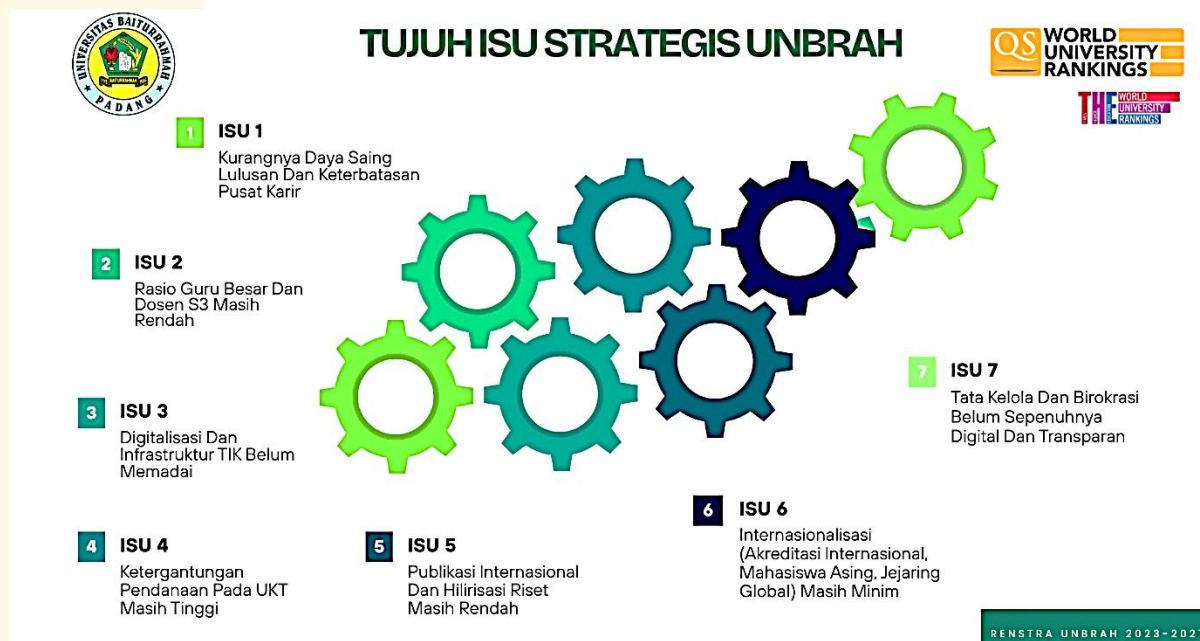 UNIVERSITAS BAITURRAHMAH
PADANG
TUJUH ISU STRATEGIS UNBRAH
QS WORLD
UNIVERSITY
RANKINGS
THE WORLD
UNIVERSITY
RANKINGS
1 ISU 1
Kurangnya Daya Saing
Lulusan Dan Keterbatasan
Pusat Karir
2 ISU 2
Rasio Guru Besar Dan
Dosen S3 Masih
Rendah
3 ISU 3
Digitalisasi Dan
Infrastruktur TIK Belum
Memadai
4 ISU 4
Ketergantungan
Pendanaan Pada UKT
Masih Tinggi
5 ISU 5
Publikasi Internasional
Dan Hilirisasi Riset
Masih Rendah
6 ISU 6
Internasionalisasi
(Akreditasi Internasional,
Mahasiswa Asing, Jejaring
Global) Masih Minim
7 ISU 7
Tata Kelola Dan Birokrasi
Belum Sepenuhnya
Digital Dan Transparan
RENSTRA UNBRAH 2023-202